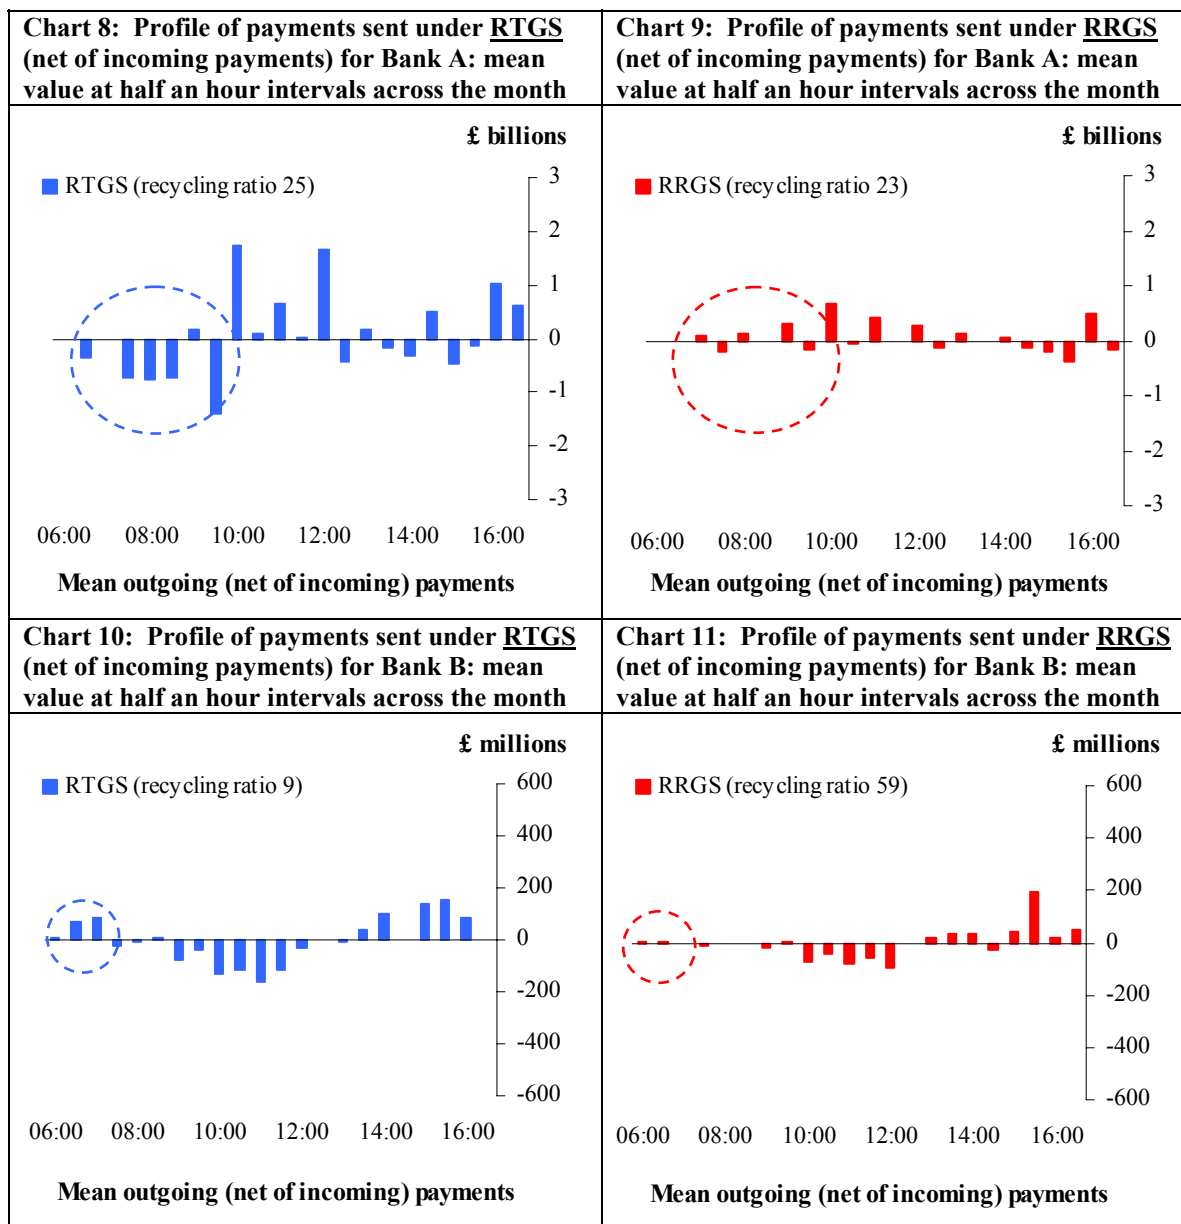 Chart 8: Profile of payments sent under RTGS
(net of incoming payments) for Bank A: mean
value at half an hour intervals across the month
£ billions
RTGS (recycling ratio 25)
3
2
1
0
-1
-2
-3
06:00 08:00 10:00 12:00 14:00 16:00
Mean outgoing (net of incoming) payments
Chart 9: Profile of payments sent under RRGS
(net of incoming payments) for Bank A: mean
value at half an hour intervals across the month
£ billions
RRGS (recycling ratio 23)
3
2
1
0
-1
-2
-3
06:00 08:00 10:00 12:00 14:00 16:00
Mean outgoing (net of incoming) payments
Chart 10: Profile of payments sent under RTGS
(net of incoming payments) for Bank B: mean
value at half an hour intervals across the month
£ millions
RTGS (recycling ratio 9)
600
400
200
0
-200
-400
-600
06:00 08:00 10:00 12:00 14:00 16:00
Mean outgoing (net of incoming) payments
Chart 11: Profile of payments sent under RRGS
(net of incoming payments) for Bank B: mean
value at half an hour intervals across the month
£ millions
RRGS (recycling ratio 59)
600
400
200
0
-200
-400
-600
06:00 08:00 10:00 12:00 14:00 16:00
Mean outgoing (net of incoming) payments